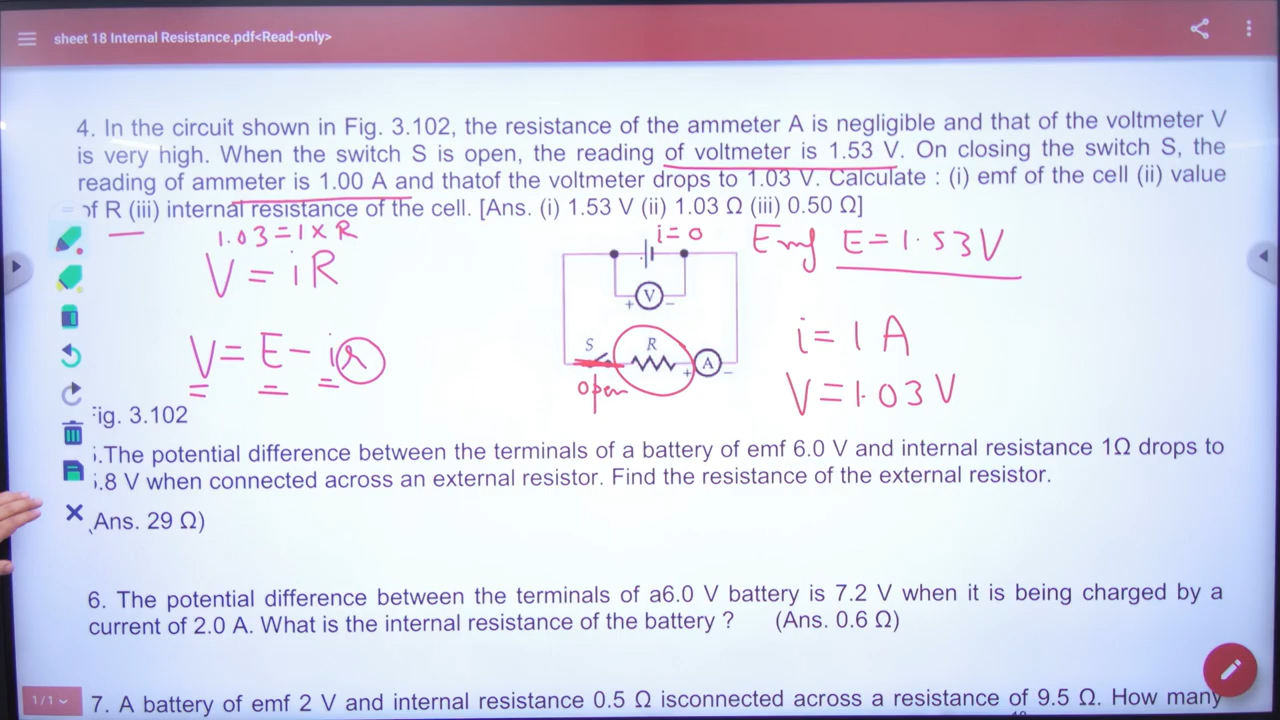 sheet 18 Internal Resistance.pdf<Read-only>
4. In the circuit shown in Fig. 3.102, the resistance of the ammeter A is negligible and that of the voltmeter V
is very high. When the switch S is open, the reading of voltmeter is 1.53 V. On closing the switch S, the
reading of ammeter is 1.00 A and thatof the voltmeter drops to 1.03 V. Calculate : (i) emf of the cell (ii) value
of R (iii) internal resistance of the cell. [Ans. (i) 1.53 V (ii) 1.03 Ω (iii) 0.50 Ω]
1.03 = 1 x R
V = iR
V = E - ir
i = 0
V
+ -
S R A
+ -
open
Emf E = 1.53 V
i = 1 A
V = 1.03 V
ig. 3.102
.The potential difference between the terminals of a battery of emf 6.0 V and internal resistance 1Ω drops to
.8 V when connected across an external resistor. Find the resistance of the external resistor.
(Ans. 29 Ω)
6. The potential difference between the terminals of a6.0 V battery is 7.2 V when it is being charged by a
current of 2.0 A. What is the internal resistance of the battery ? (Ans. 0.6 Ω)
7. A battery of emf 2 V and internal resistance 0.5 Ω isconnected across a resistance of 9.5 Ω. How many
1/1